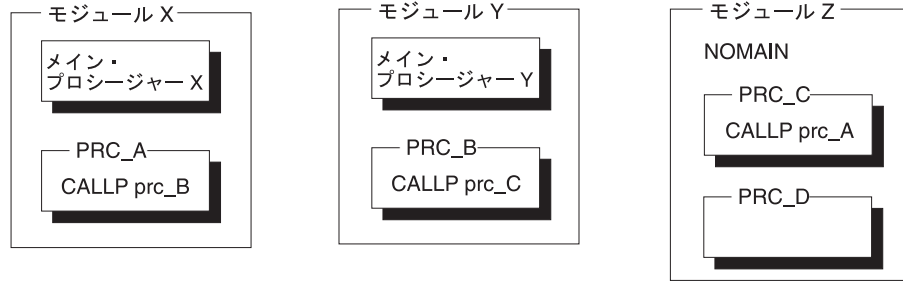 モジュール X
メイン・
プロシージャー X
PRC_A
CALLP prc_B
モジュール Y
メイン・
プロシージャー Y
PRC_B
CALLP prc_C
モジュール Z
NOMAIN
PRC_C
CALLP prc_A
PRC_D